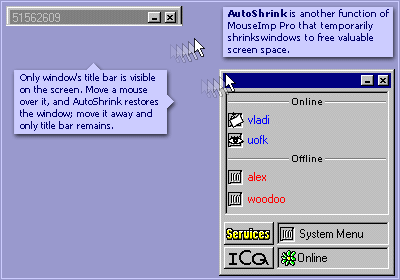 51562609
AutoShrink is another function of
MouseImp Pro that temporarily
shrinks windows to free valuable
screen space.
Only window's title bar is visible
on the screen. Move a mouse
over it, and AutoShrink restores
the window; move it away and
only title bar remains.
Online
vladi
uofk
Offline
alex
woodoo
Services
System Menu
ICQ
Online